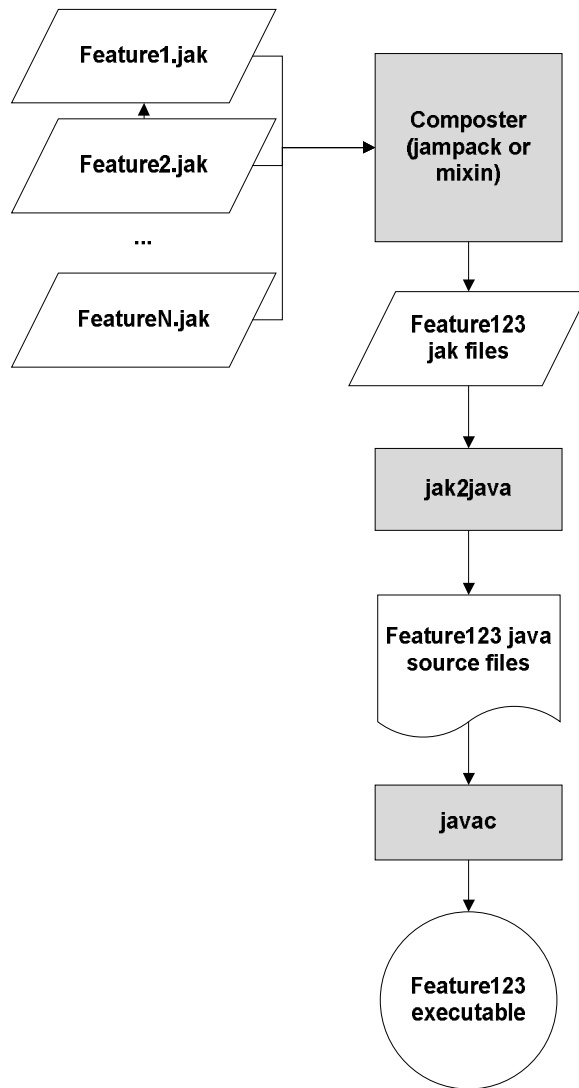 Feature1.jak
Feature2.jak
...
FeatureN.jak
Composter
(jampack or
mixin)
Feature123
jak files
jak2java
Feature123 java
source files
javac
Feature123
executable